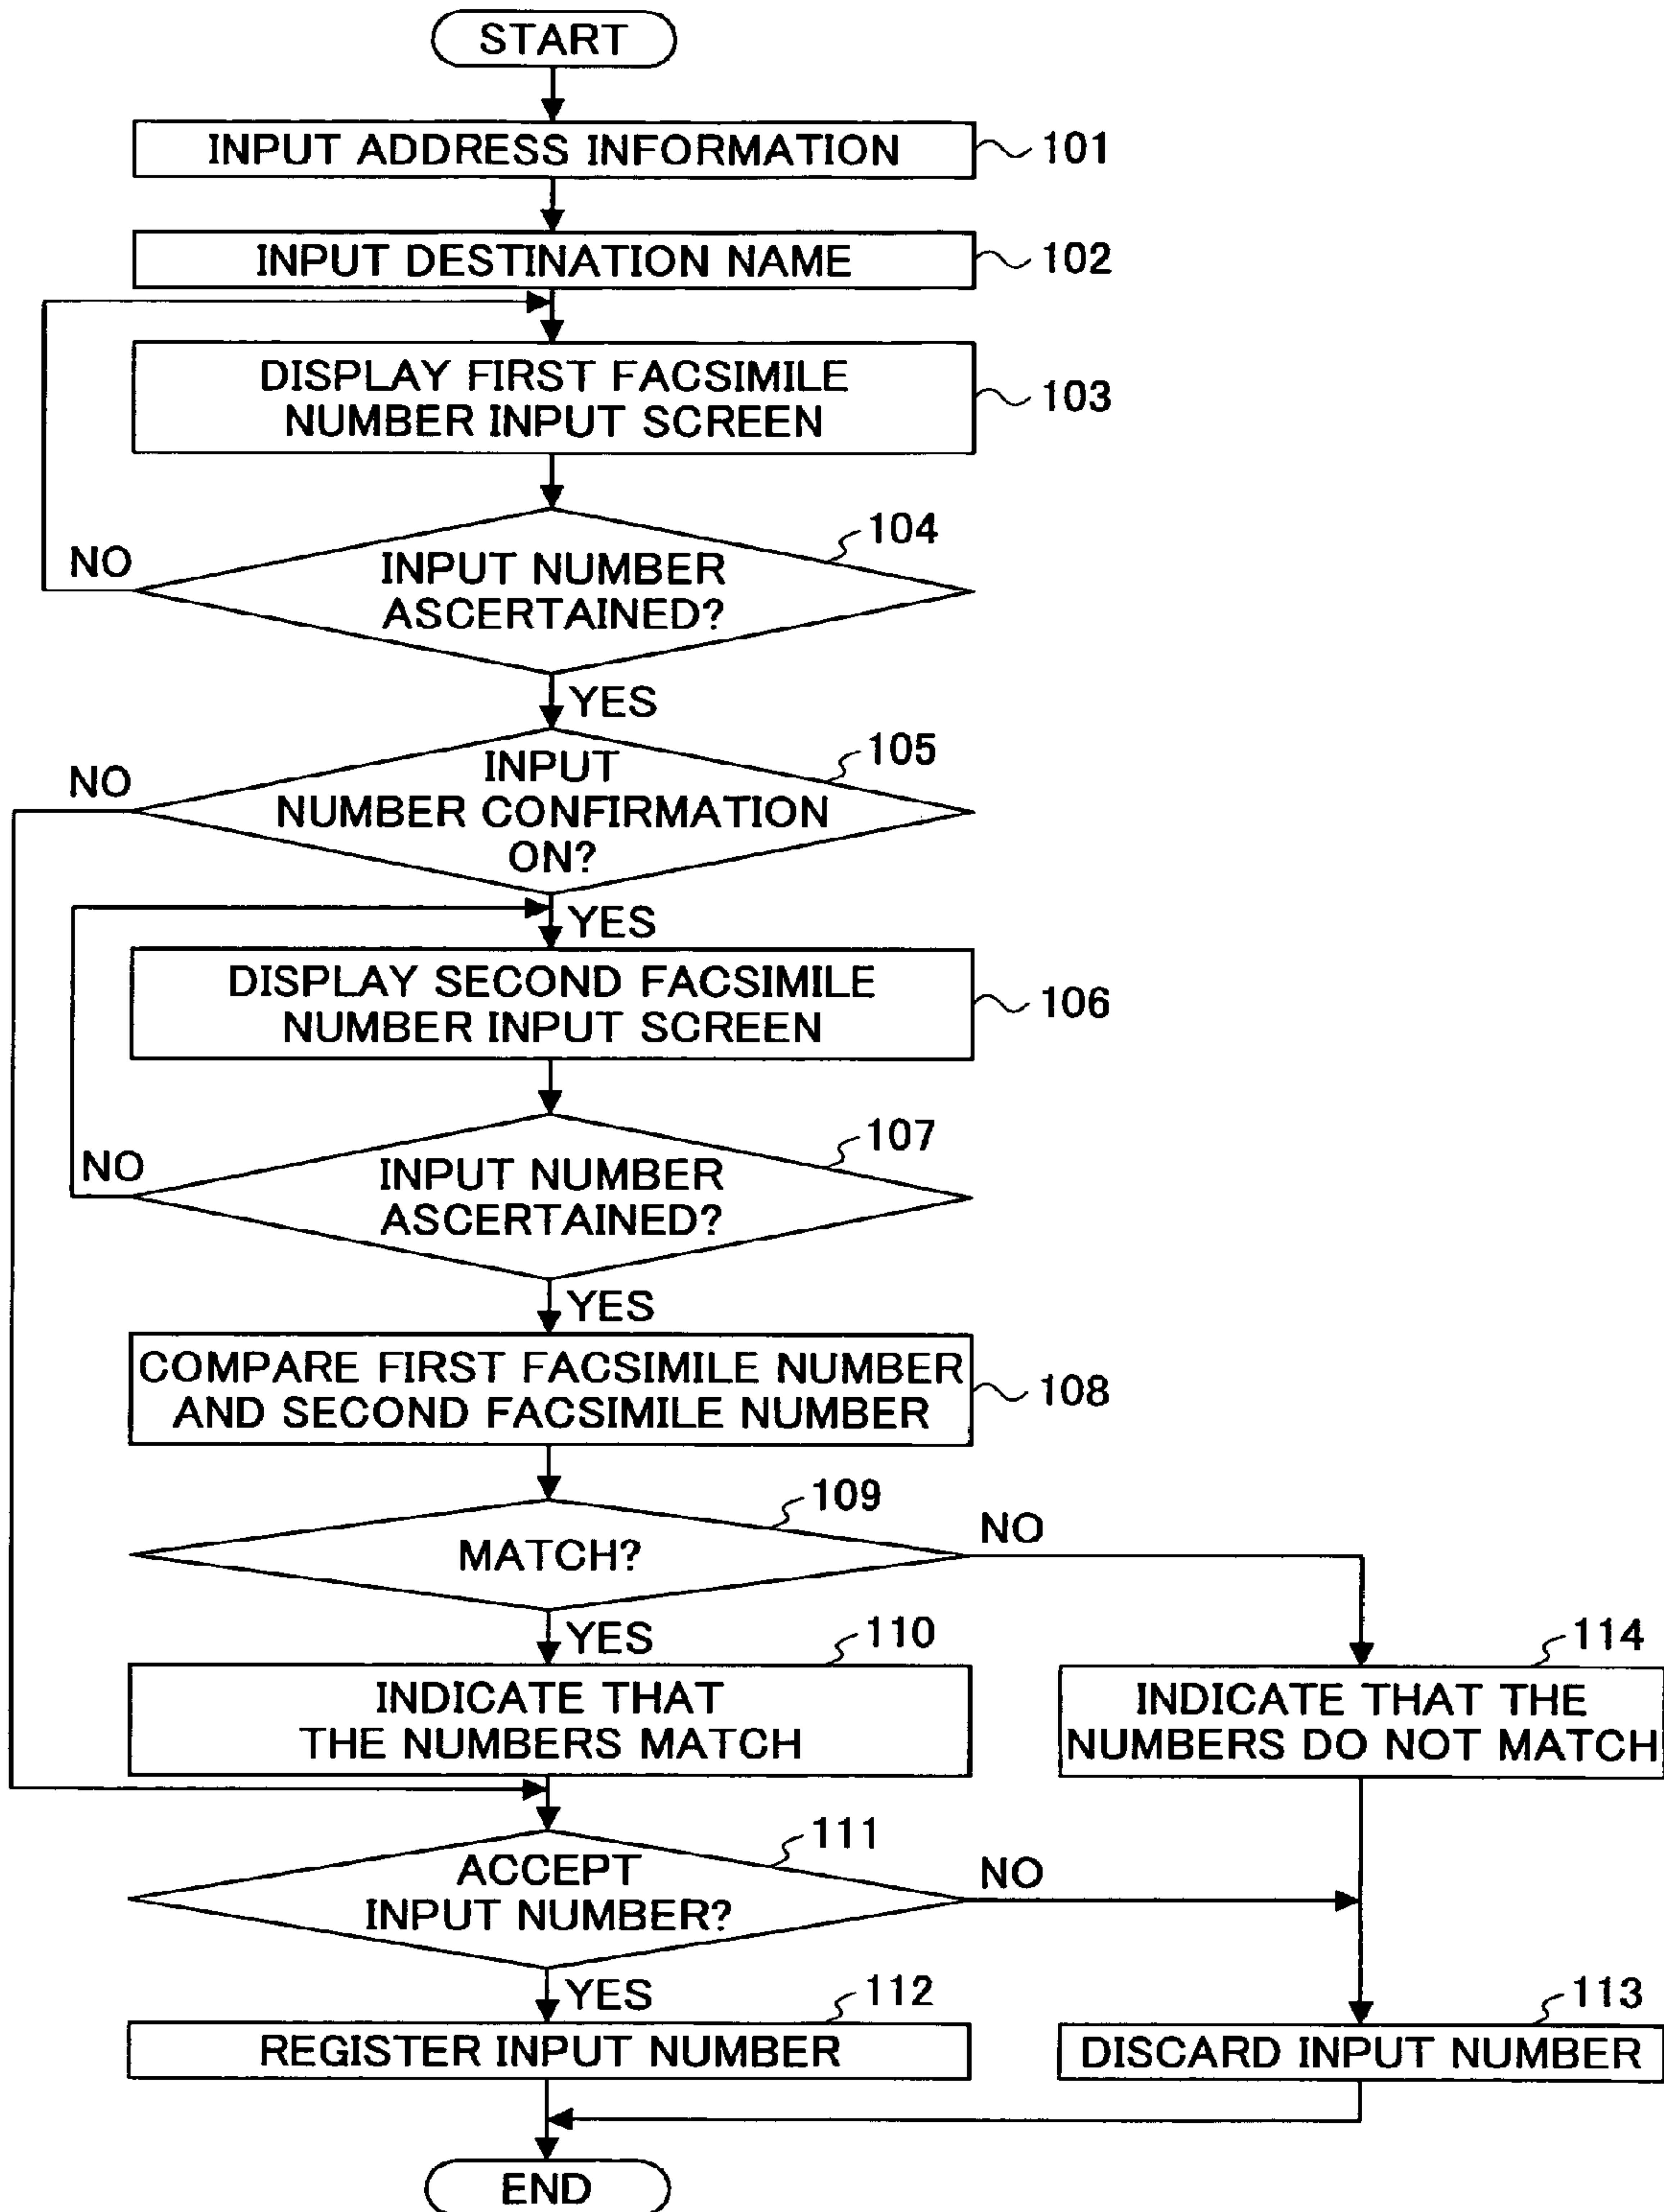 START
INPUT ADDRESS INFORMATION
101
INPUT DESTINATION NAME
102
DISPLAY FIRST FACSIMILE
NUMBER INPUT SCREEN
103
104
NO
INPUT NUMBER
ASCERTAINED?
YES
105
NO
INPUT
NUMBER CONFIRMATION
ON?
YES
DISPLAY SECOND FACSIMILE
NUMBER INPUT SCREEN
106
107
NO
INPUT NUMBER
ASCERTAINED?
YES
COMPARE FIRST FACSIMILE NUMBER
AND SECOND FACSIMILE NUMBER
108
109
NO
MATCH?
YES
110
INDICATE THAT
THE NUMBERS MATCH
114
INDICATE THAT THE
NUMBERS DO NOT MATCH
111
ACCEPT
INPUT NUMBER?
NO
YES
112
REGISTER INPUT NUMBER
113
DISCARD INPUT NUMBER
END